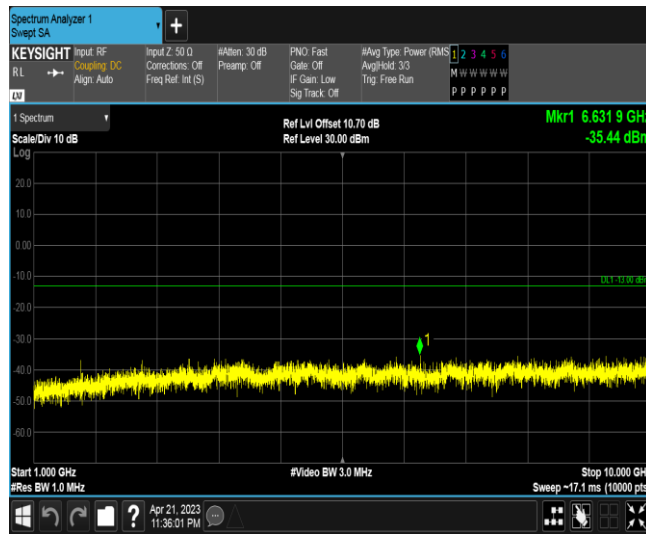 Spectrum Analyzer 1
Swept SA
+
KEYSIGHT
RL
LXI
Input: RF
Coupling: DC
Align: Auto
Input Z: 50 Ω
Corrections: Off
Freq Ref: Int (S)
#Atten: 30 dB
Preamp: Off
PNO: Fast
Gate: Off
IF Gain: Low
Sig Track: Off
#Avg Type: Power (RMS
Avg|Hold: 3/3
Trig: Free Run
1 2 3 4 5 6
M W W W W W
P P P P P P
1 Spectrum
Scale/Div 10 dB
Log
Ref Lvl Offset 10.70 dB
Ref Level 30.00 dBm
Mkr1 6.631 9 GHz
-35.44 dBm
20.0
10.0
0.00
-10.0
DL1 -13.00 dBm
-20.0
-30.0
1
-40.0
-50.0
-60.0
Start 1.000 GHz
#Res BW 1.0 MHz
#Video BW 3.0 MHz
Stop 10.000 GHz
Sweep ~17.1 ms (10000 pts)
?
Apr 21, 2023
11:36:01 PM